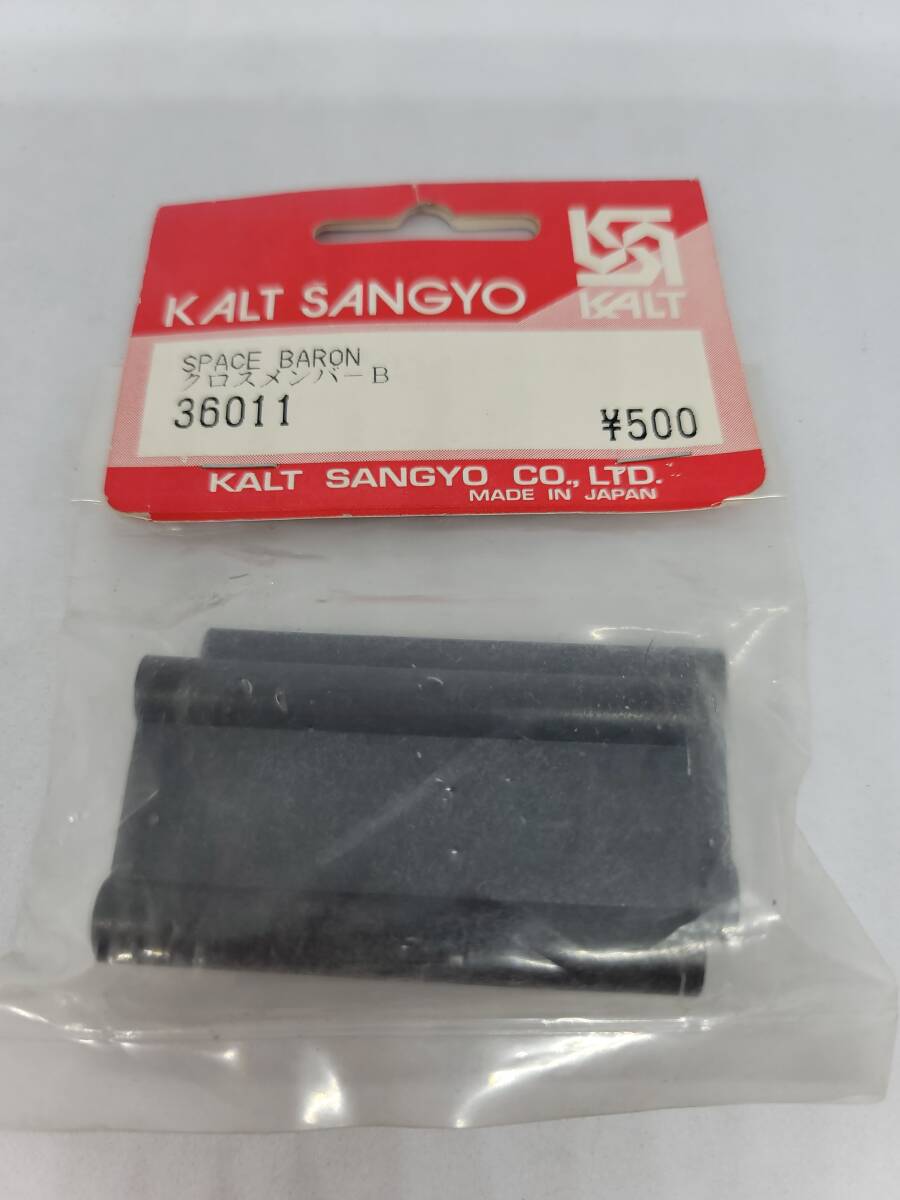 KALT SANGYO
KALT
SPACE BARON
クロスメンバーB
36011
¥500
KALT SANGYO CO., LTD.
MADE IN JAPAN